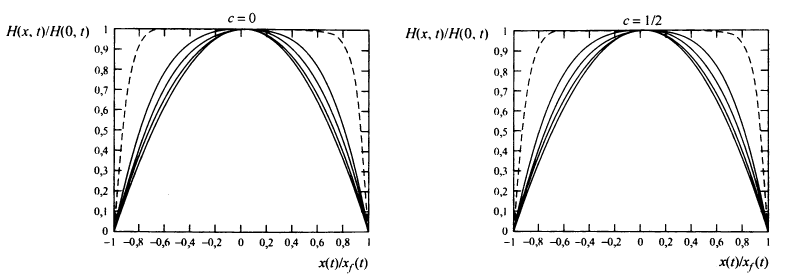 c = 0
H(x, t)/H(0, t)
1
0,9
0,8
0,7
0,6
0,5
0,4
0,3
0,2
0,1
0
−1 −0,8 −0,6 −0,4 −0,2 0 0,2 0,4 0,6 0,8 1
x(t)/x_f(t)
c = 1/2
H(x, t)/H(0, t)
1
0,9
0,8
0,7
0,6
0,5
0,4
0,3
0,2
0,1
0
−1 −0,8 −0,6 −0,4 −0,2 0 0,2 0,4 0,6 0,8 1
x(t)/x_f(t)